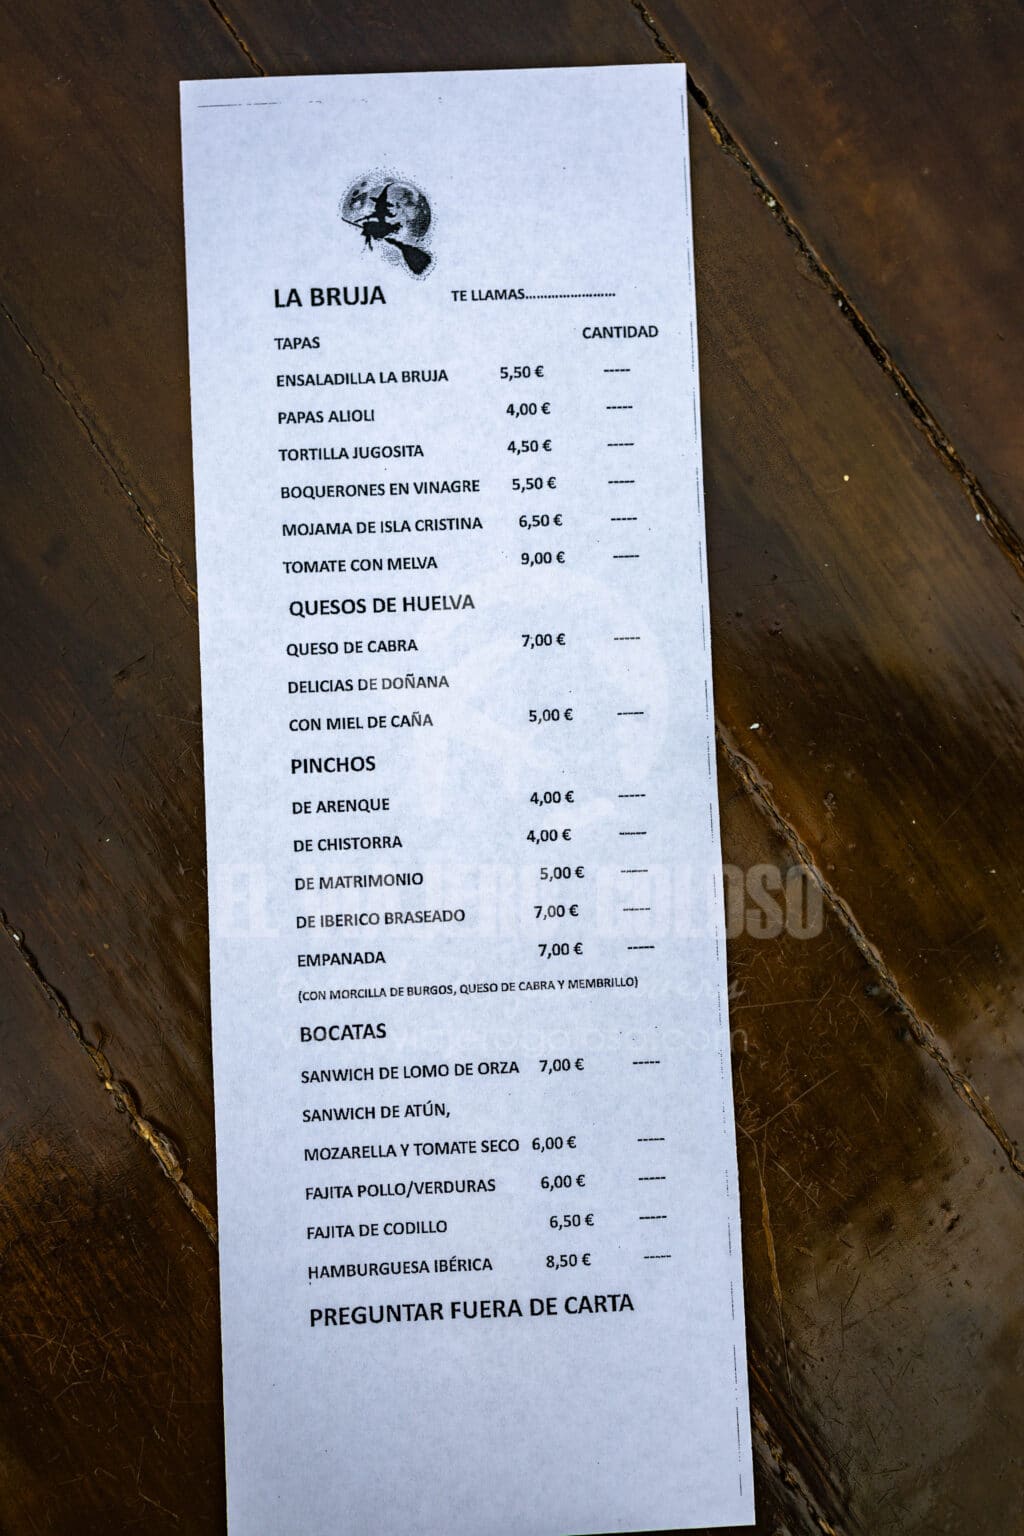 LA BRUJA TE LLAMAS........................
TAPAS CANTIDAD
ENSALADILLA LA BRUJA 5,50 € -----
PAPAS ALIOLI 4,00 € -----
TORTILLA JUGOSITA 4,50 € -----
BOQUERONES EN VINAGRE 5,50 € -----
MOJAMA DE ISLA CRISTINA 6,50 € -----
TOMATE CON MELVA 9,00 € -----
QUESOS DE HUELVA
QUESO DE CABRA 7,00 € -----
DELICIAS DE DOÑANA
CON MIEL DE CAÑA 5,00 € -----
PINCHOS
DE ARENQUE 4,00 € -----
DE CHISTORRA 4,00 € -----
DE MATRIMONIO 5,00 € -----
EL COLOSO
DE IBERICO BRASEADO 7,00 € -----
EMPANADA 7,00 € -----
(CON MORCILLA DE BURGOS, QUESO DE CABRA Y MEMBRILLO)
BOCATAS
SANWICH DE LOMO DE ORZA 7,00 € -----
SANWICH DE ATÚN,
MOZARELLA Y TOMATE SECO 6,00 € -----
FAJITA POLLO/VERDURAS 6,00 € -----
FAJITA DE CODILLO 6,50 € -----
HAMBURGUESA IBÉRICA 8,50 € -----
PREGUNTAR FUERA DE CARTA